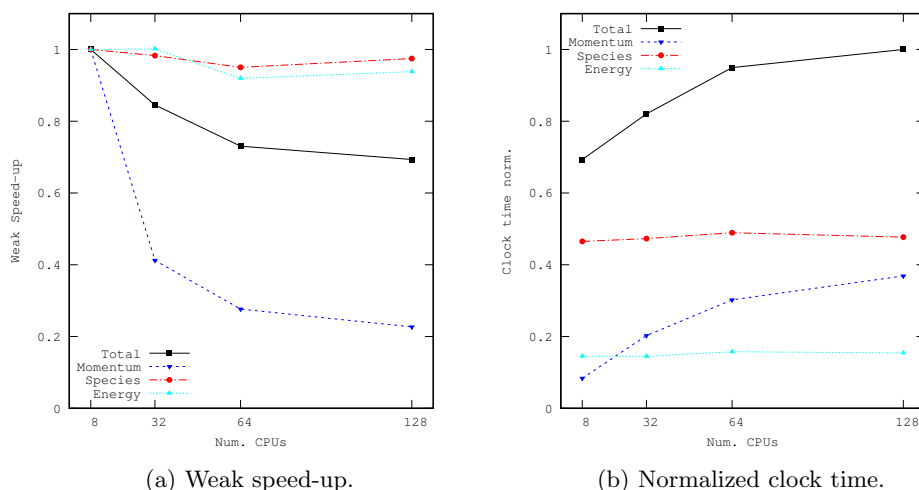 1
0.8
0.6
0.4
0.2
0
Weak Speed-up
Total
Momentum
Species
Energy
8 32 64 128
Num. CPUs
(a) Weak speed-up.
Total
Momentum
Species
Energy
1
0.8
0.6
0.4
0.2
0
Clock time norm.
8 32 64 128
Num. CPUs
(b) Normalized clock time.